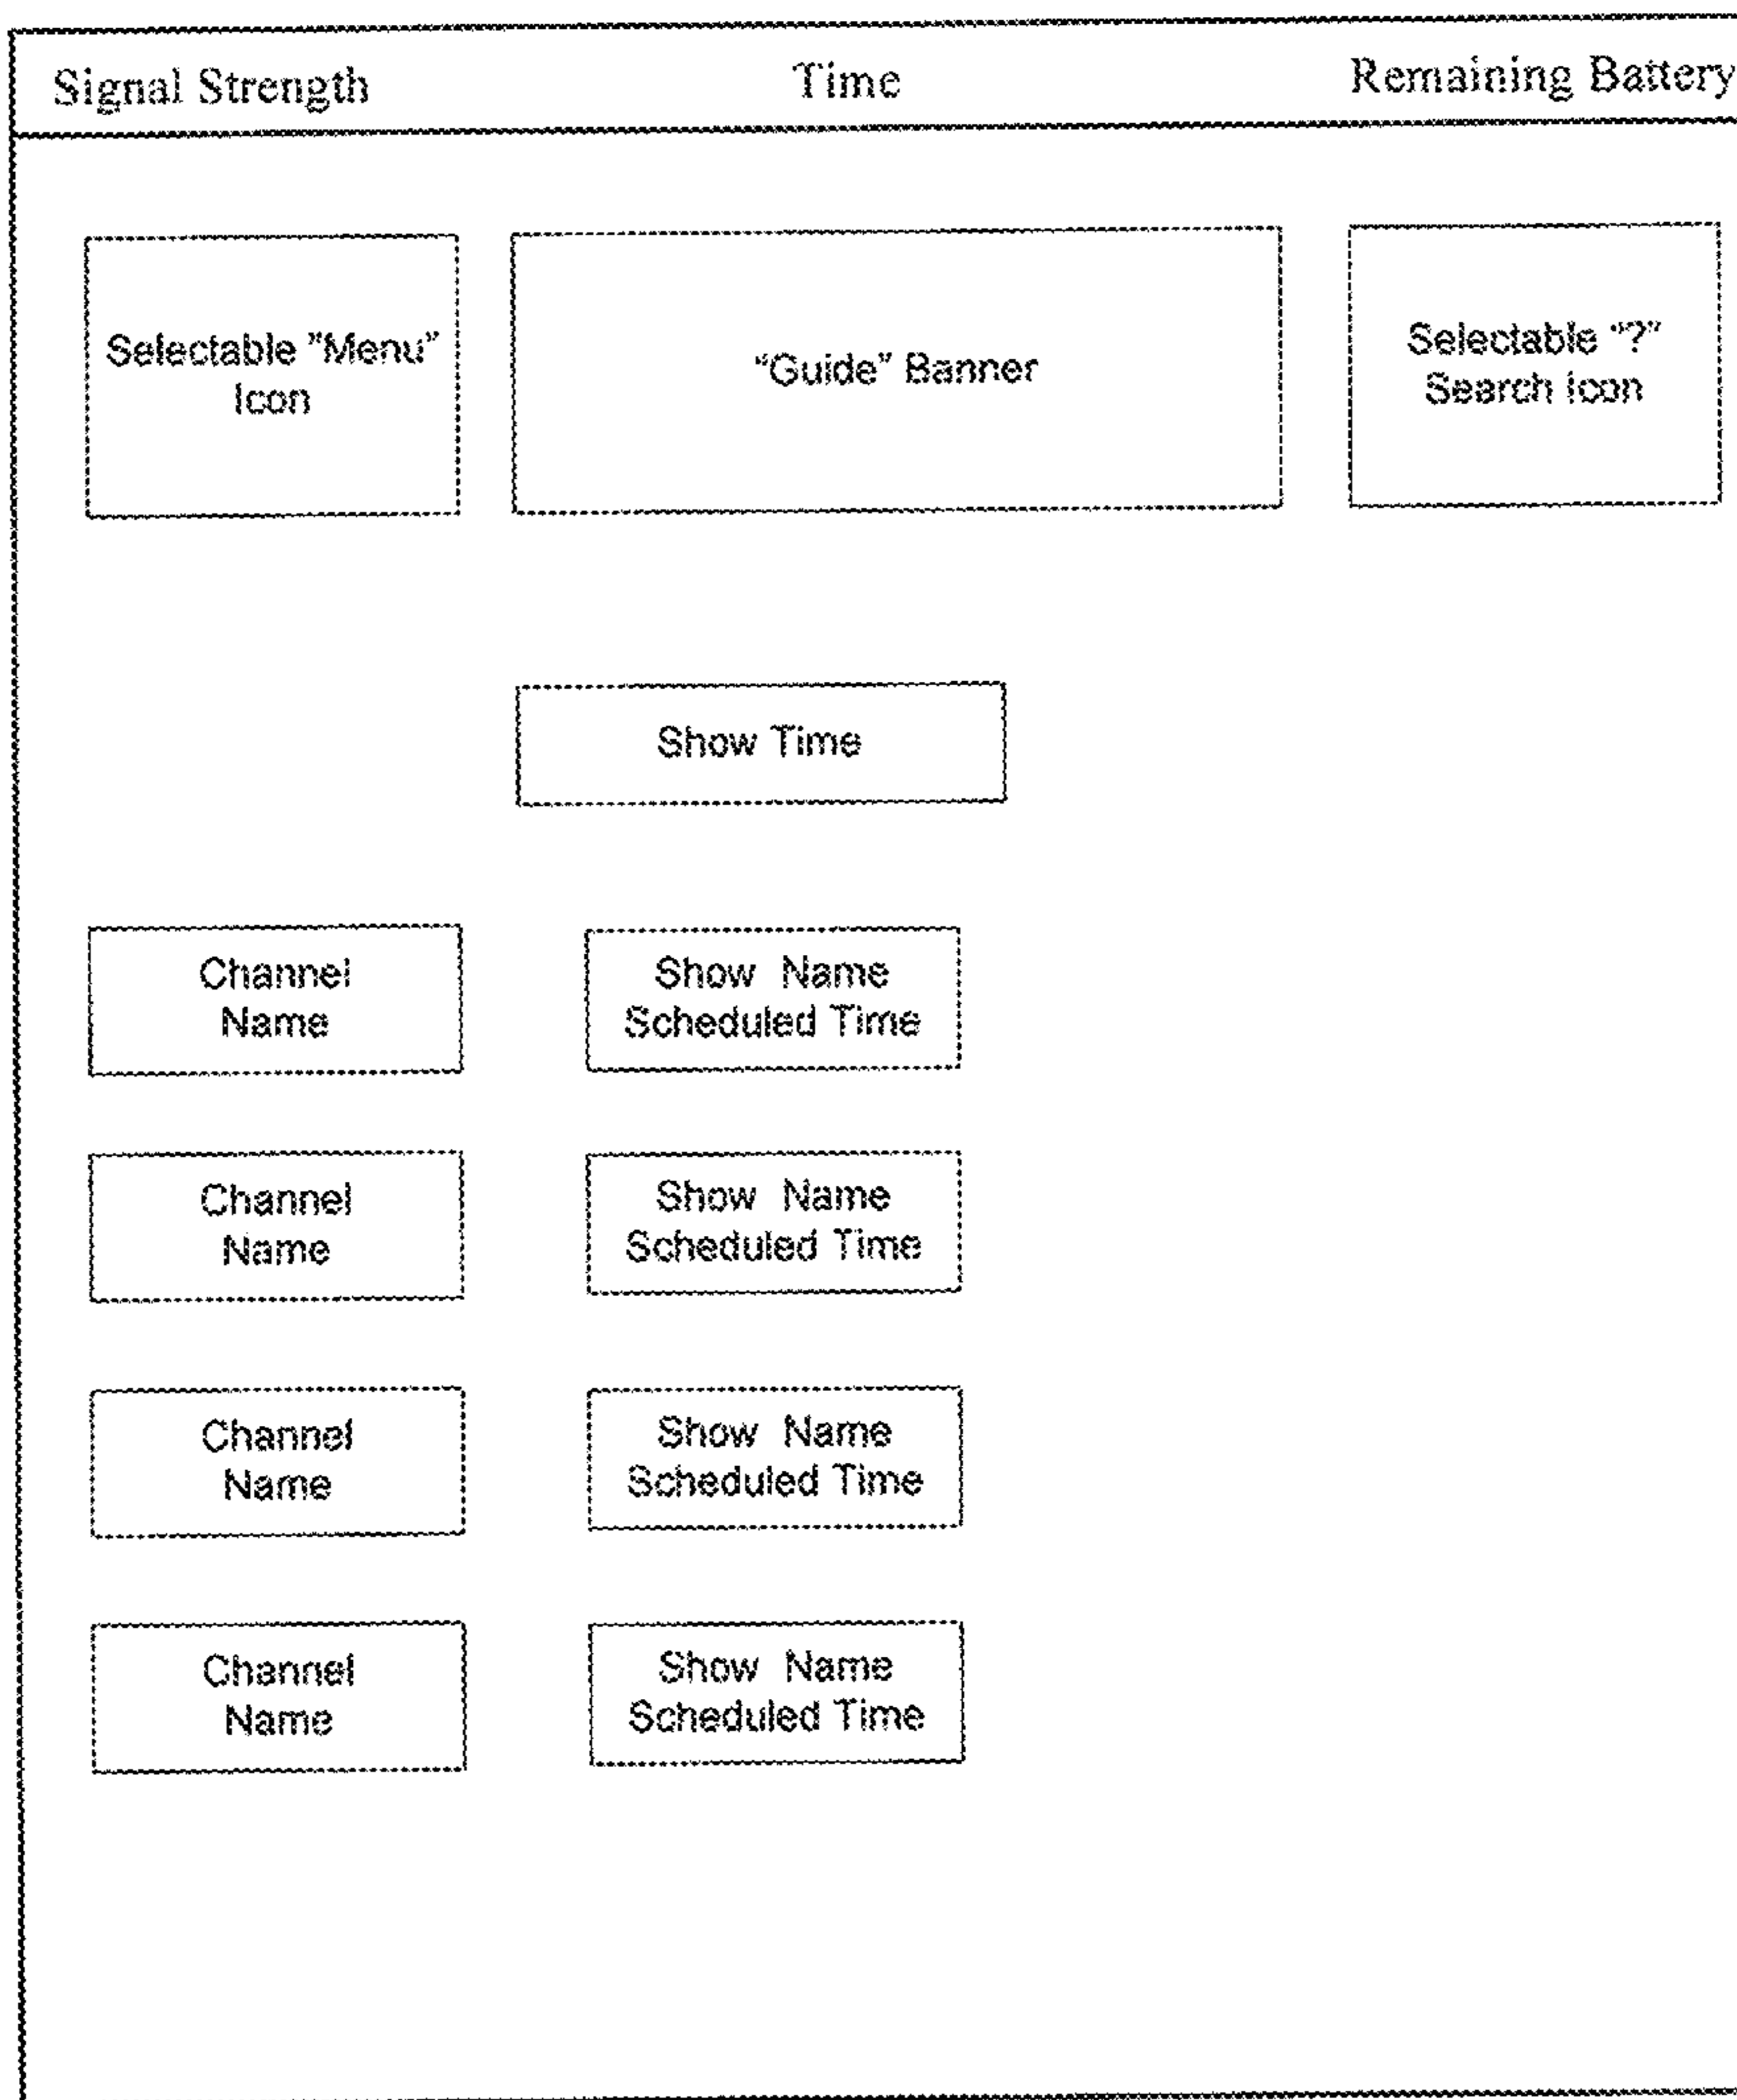 Signal Strength Time Remaining Battery
Selectable "Menu"
Icon
"Guide" Banner
Selectable "?"
Search Icon
Show Time
Channel
Name
Show Name
Scheduled Time
Channel
Name
Show Name
Scheduled Time
Channel
Name
Show Name
Scheduled Time
Channel
Name
Show Name
Scheduled Time